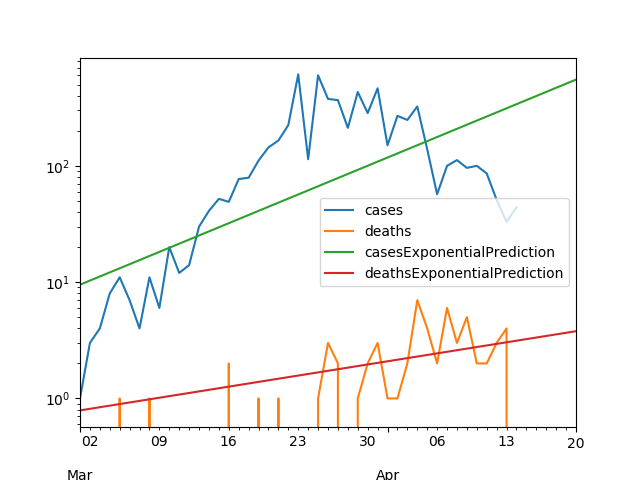 10²
10¹
10⁰
cases
deaths
casesExponentialPrediction
deathsExponentialPrediction
02 09 16 23 30 06 13 20
Mar Apr